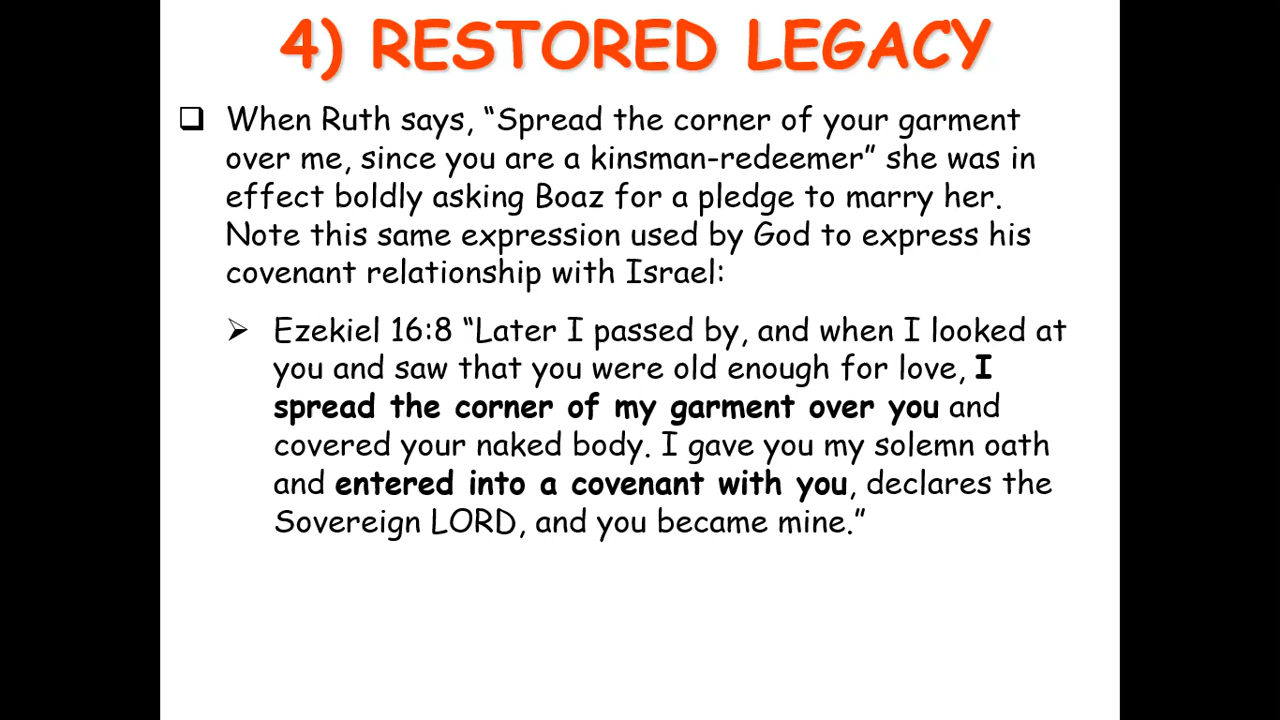 4) RESTORED LEGACY
When Ruth says, “Spread the corner of your garment
over me, since you are a kinsman-redeemer” she was in
effect boldly asking Boaz for a pledge to marry her.
Note this same expression used by God to express his
covenant relationship with Israel:
Ezekiel 16:8 “Later I passed by, and when I looked at
you and saw that you were old enough for love, I
spread the corner of my garment over you and
covered your naked body. I gave you my solemn oath
and entered into a covenant with you, declares the
Sovereign LORD, and you became mine.”